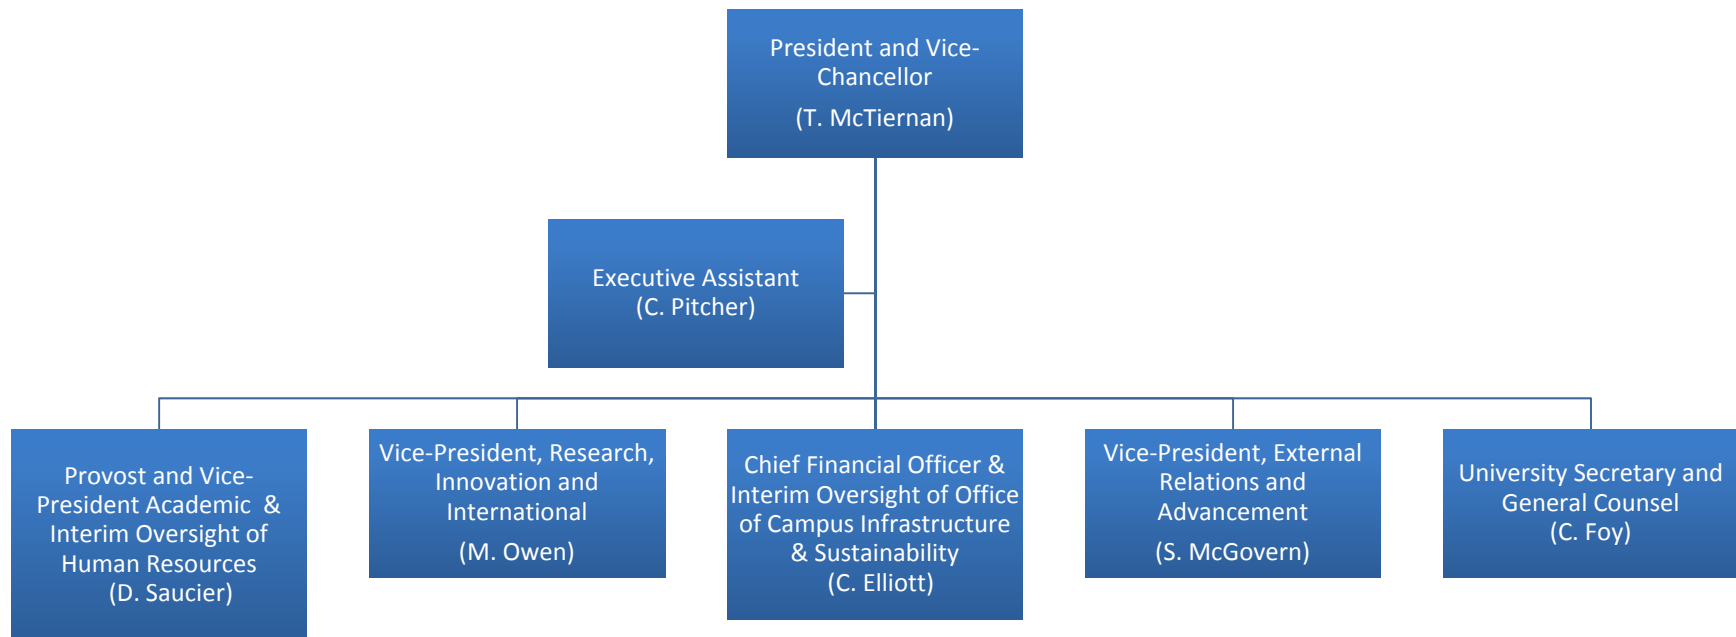 President and Vice-
Chancellor
(T. McTiernan)
Executive Assistant
(C. Pitcher)
Provost and Vice-
President Academic &
Interim Oversight of
Human Resources
(D. Saucier)
Vice-President, Research,
Innovation and
International
(M. Owen)
Chief Financial Officer &
Interim Oversight of Office
of Campus Infrastructure
& Sustainability
(C. Elliott)
Vice-President, External
Relations and
Advancement
(S. McGovern)
University Secretary and
General Counsel
(C. Foy)